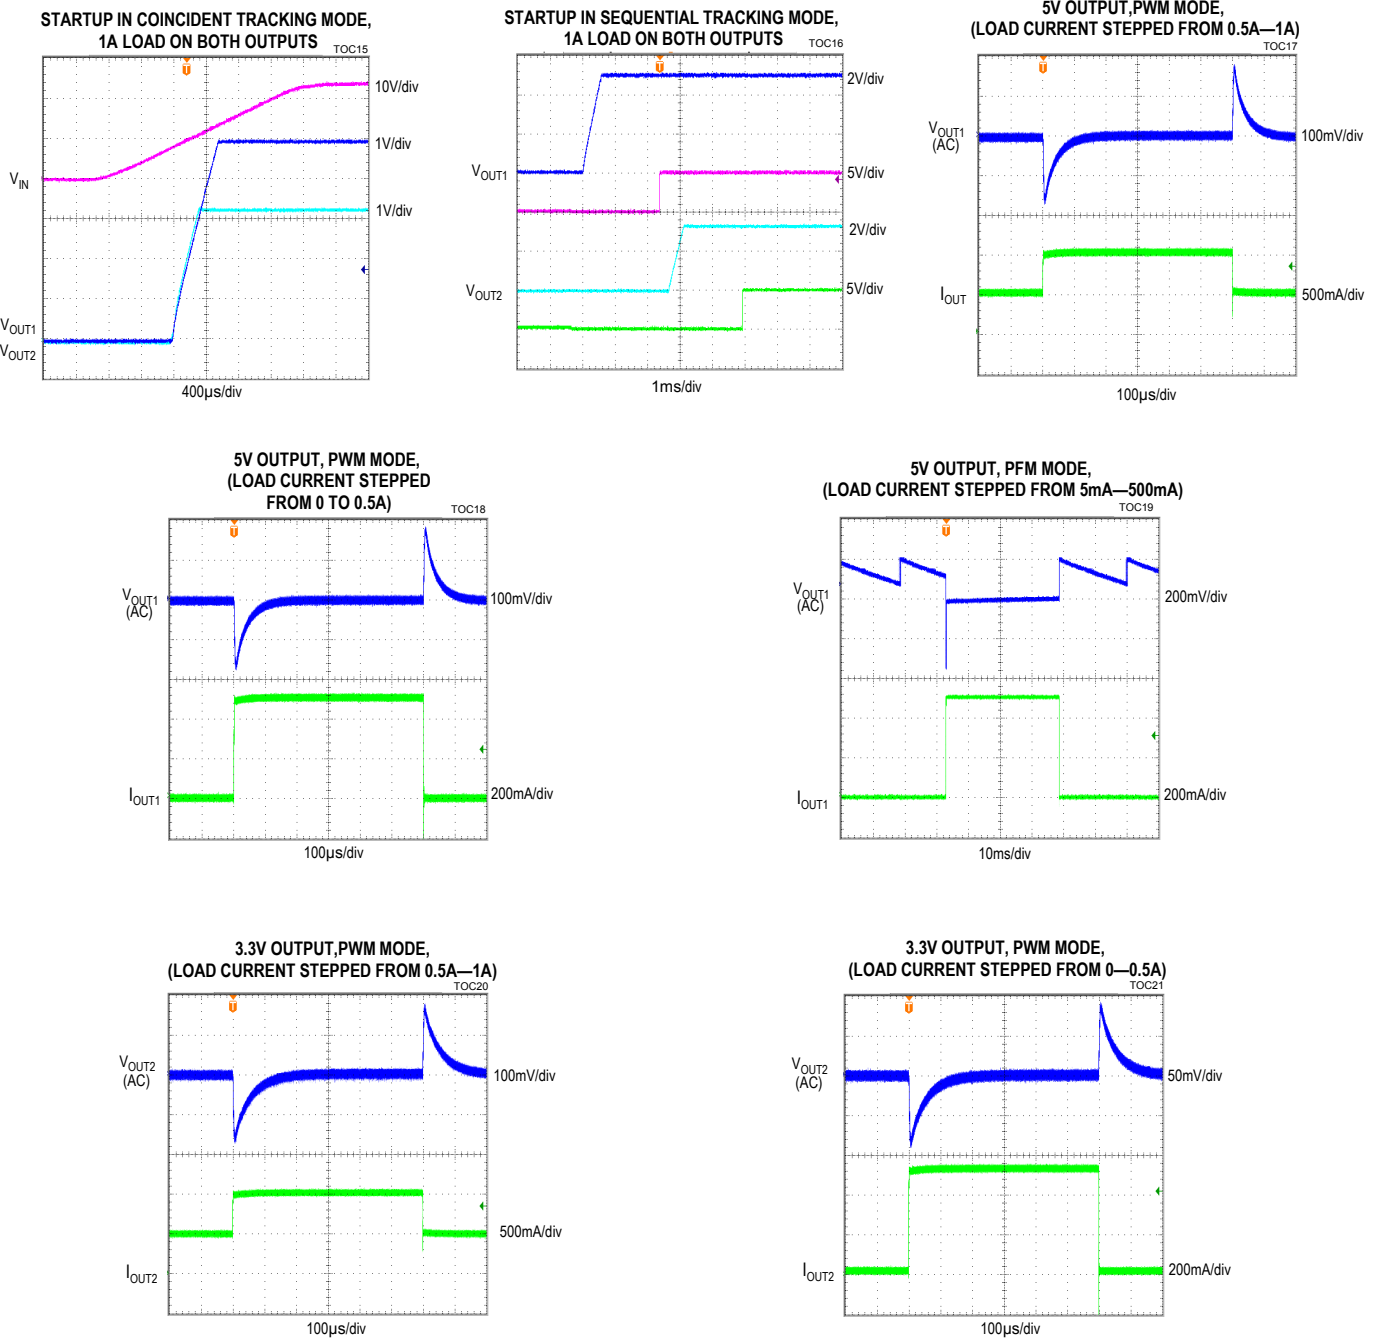 STARTUP IN COINCIDENT TRACKING MODE,
1A LOAD ON BOTH OUTPUTS
TOC15
T
10V/div
1V/div
VIN
1V/div
VOUT1
VOUT2
400µs/div
STARTUP IN SEQUENTIAL TRACKING MODE,
1A LOAD ON BOTH OUTPUTS
TOC16
T
2V/div
VOUT1
5V/div
2V/div
VOUT2
5V/div
1ms/div
5V OUTPUT,PWM MODE,
(LOAD CURRENT STEPPED FROM 0.5A—1A)
TOC17
T
VOUT1
(AC)
100mV/div
IOUT
500mA/div
100µs/div
5V OUTPUT, PWM MODE,
(LOAD CURRENT STEPPED
FROM 0 TO 0.5A)
TOC18
T
VOUT1
(AC)
100mV/div
IOUT1
200mA/div
100µs/div
5V OUTPUT, PFM MODE,
(LOAD CURRENT STEPPED FROM 5mA—500mA)
TOC19
T
VOUT1
(AC)
200mV/div
IOUT1
200mA/div
10ms/div
3.3V OUTPUT,PWM MODE,
(LOAD CURRENT STEPPED FROM 0.5A—1A)
TOC20
T
VOUT2
(AC)
100mV/div
500mA/div
IOUT2
100µs/div
3.3V OUTPUT, PWM MODE,
(LOAD CURRENT STEPPED FROM 0—0.5A)
TOC21
T
VOUT2
(AC)
50mV/div
IOUT2
200mA/div
100µs/div